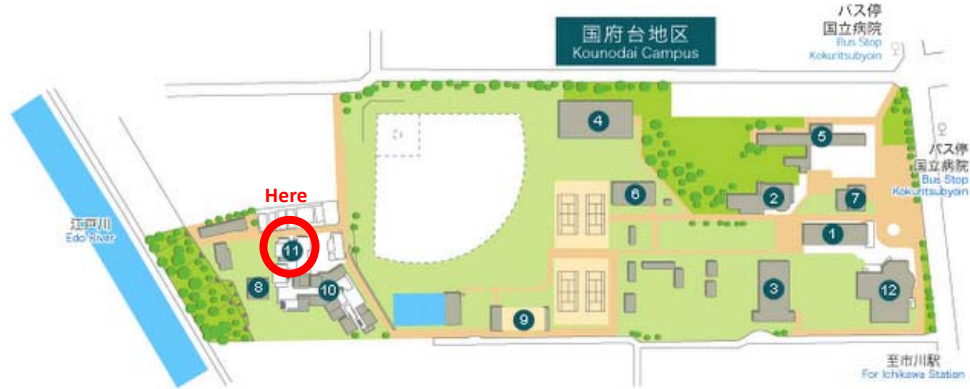 バス停
国立病院
Bus Stop
Kokuritsubyoin
国府台地区
Kounodai Campus
4
5
バス停
国立病院
Bus Stop
Kokuritsubyoin
Here
6
2
7
江戸川
Edo River
11
1
8
10
3
12
9
至市川駅
For Ichikawa Station